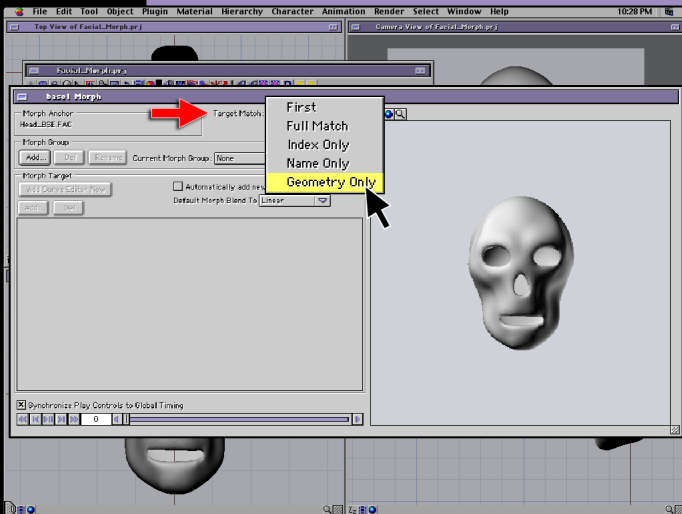 File Edit Tool Object Plugin Material Hierarchy Character Animation Render Select Window Help 10:28 PM
Top View of Facial_Morph.prj
Camera View of Facial_Morph.prj
Facial_Morph.prj
base1 Morph
Morph Anchor
Head_BSE.FAC
Target Match:
First
Full Match
Index Only
Name Only
Geometry Only
Morph Group
Add... Del Rename Current Morph Group: None
Morph Target
Add Curve Editor Now
Automatically add new
Add... Del
Default Morph Blend To Linear
Synchronize Play Controls to Global Timing
0